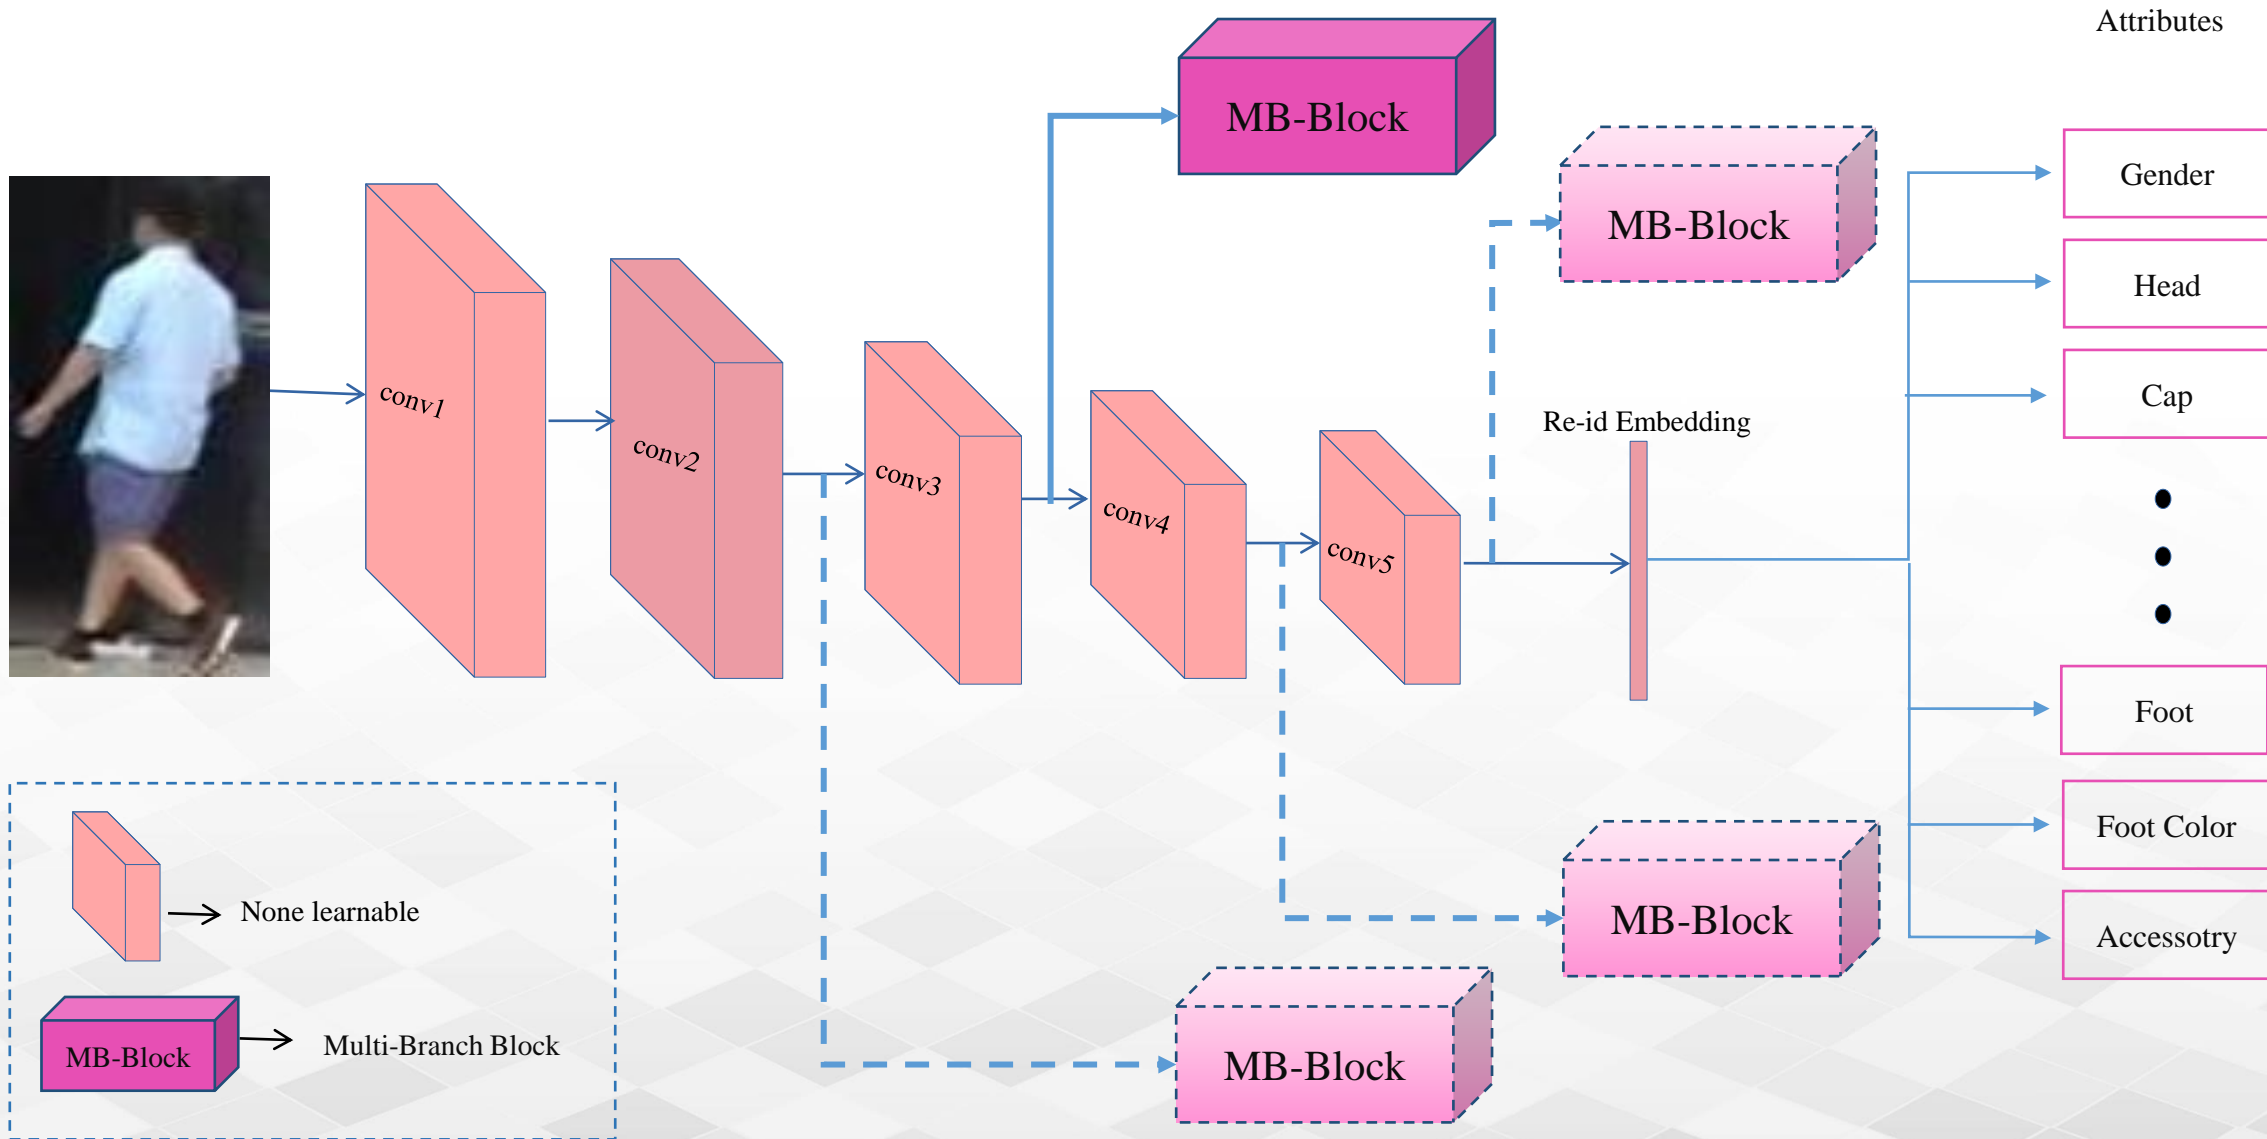 Attributes
MB-Block
MB-Block
Gender
Head
Cap
conv1
conv2
conv3
conv4
conv5
Re-id Embedding
Foot
Foot Color
Accessotry
MB-Block
MB-Block
None learnable
MB-Block
Multi-Branch Block